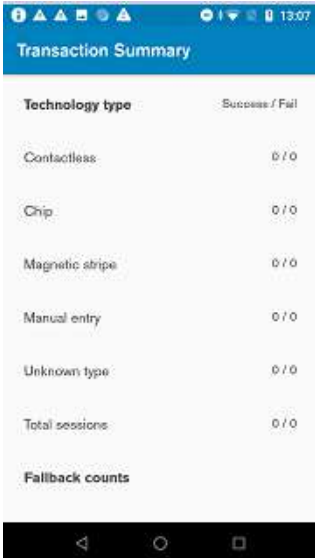 13:07
Transaction Summary
Technology type Success / Fail
Contactless 0 / 0
Chip 0 / 0
Magnetic stripe 0 / 0
Manual entry 0 / 0
Unknown type 0 / 0
Total sessions 0 / 0
Fallback counts